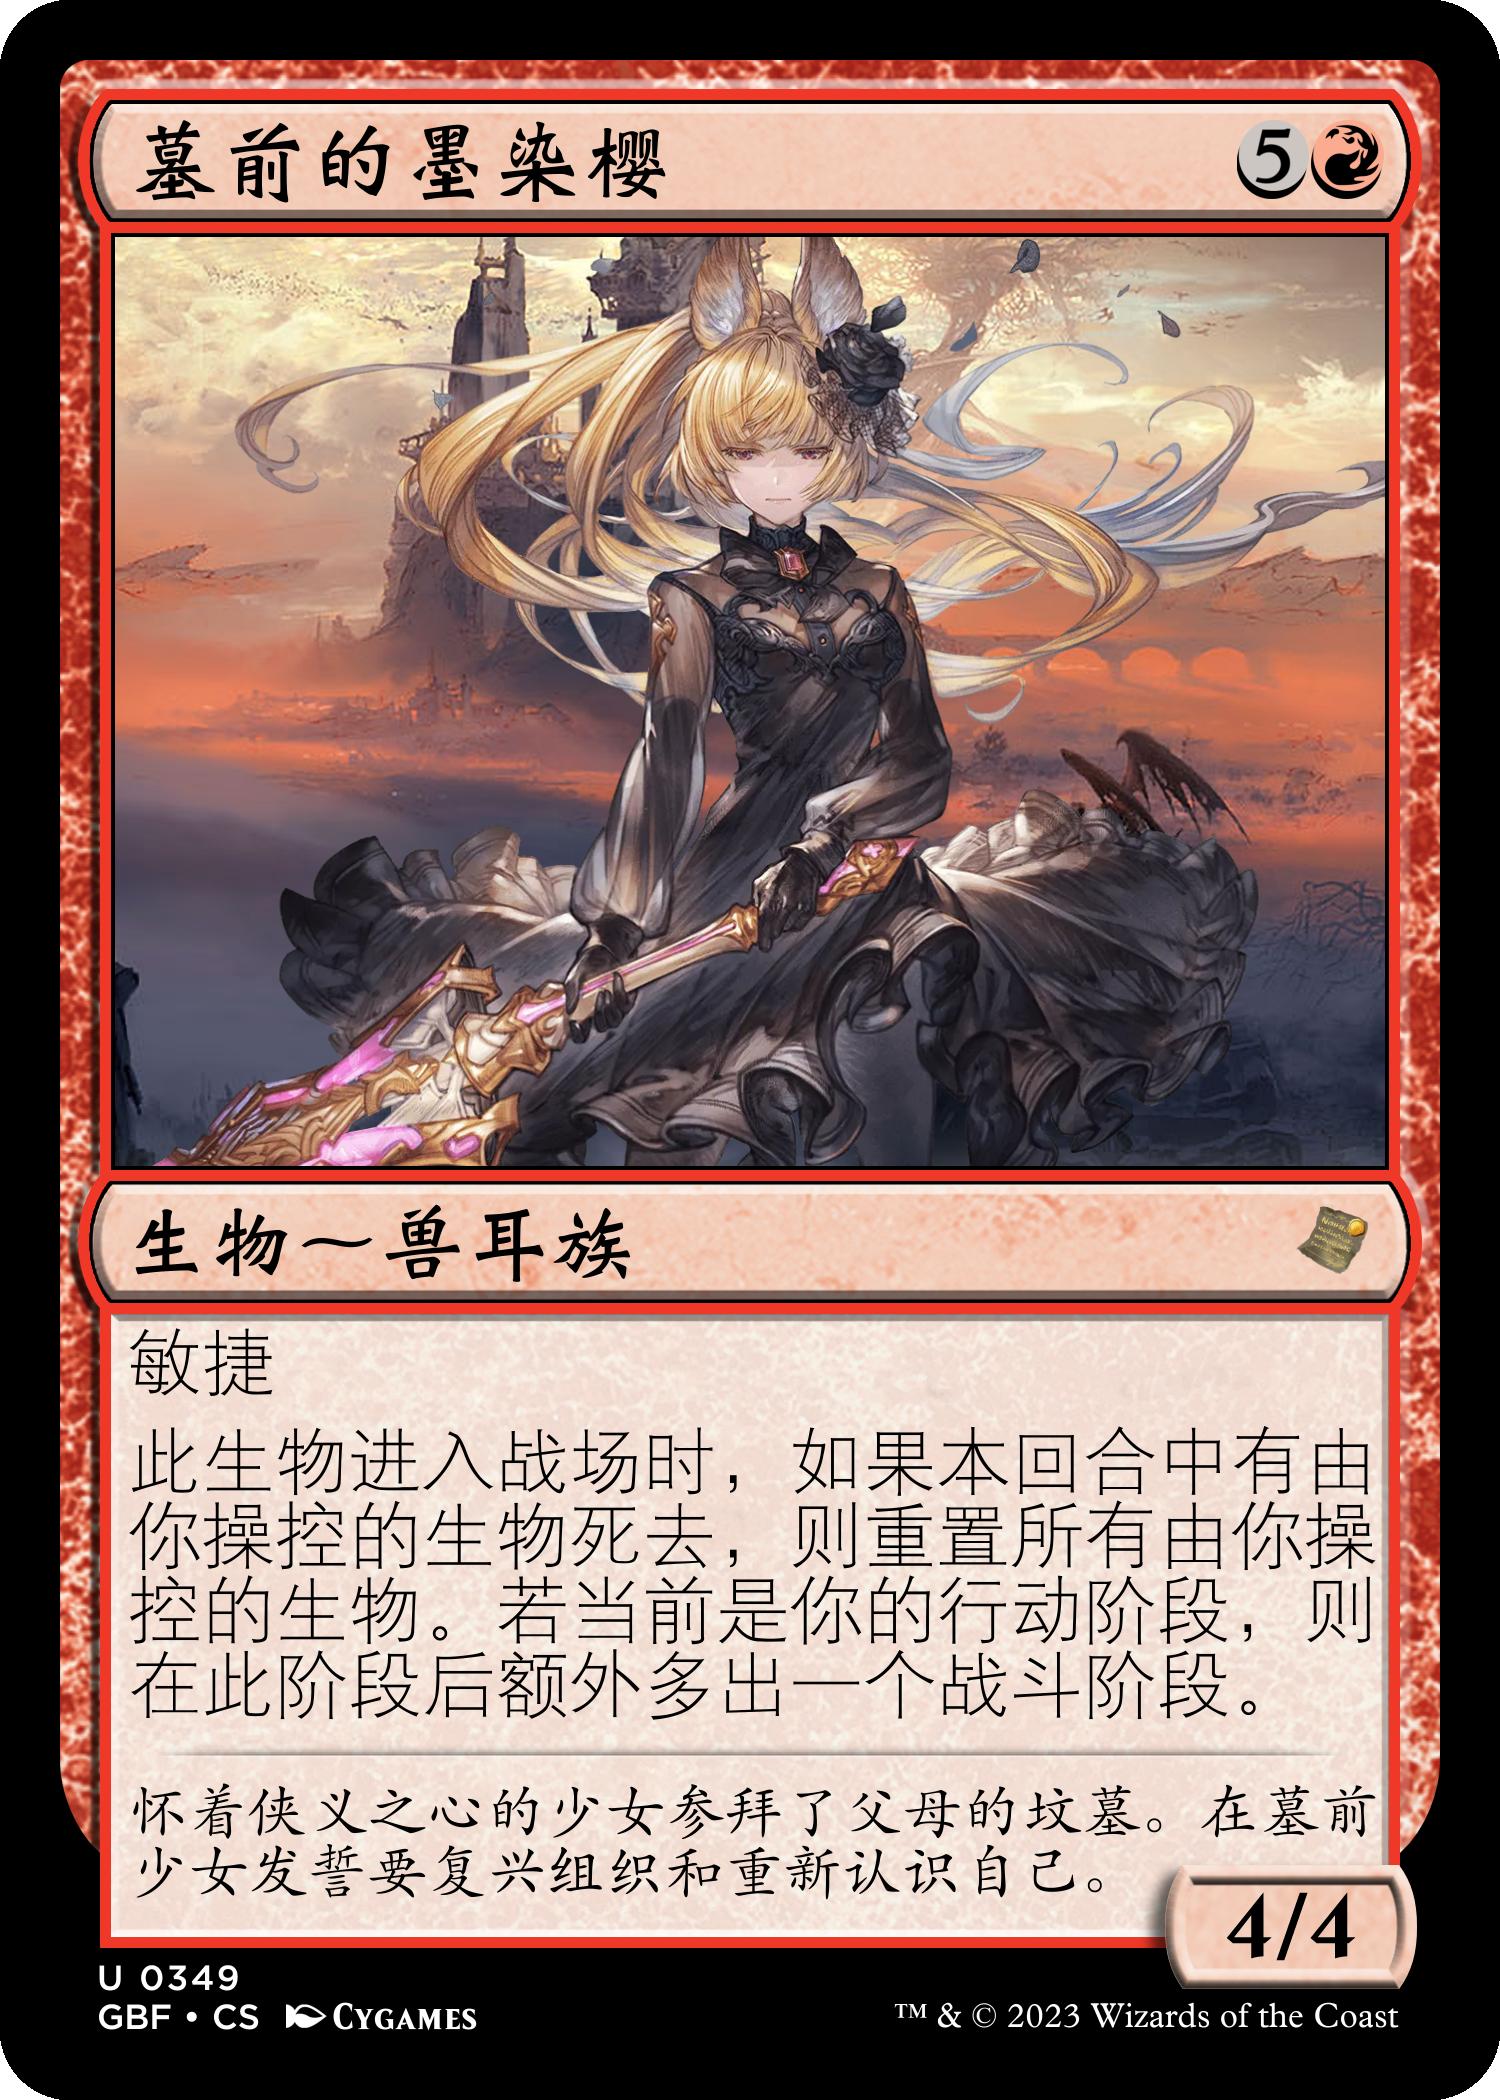 墓前的墨染樱
5
生物～兽耳族
敏捷
此生物进入战场时，如果本回合中有由
你操控的生物死去，则重置所有由你操
控的生物。若当前是你的行动阶段，则
在此阶段后额外多出一个战斗阶段。
怀着侠义之心的少女参拜了父母的坟墓。在墓前
少女发誓要复兴组织和重新认识自己。
4/4
U 0349
GBF • CS CYGAMES
™ & © 2023 Wizards of the Coast